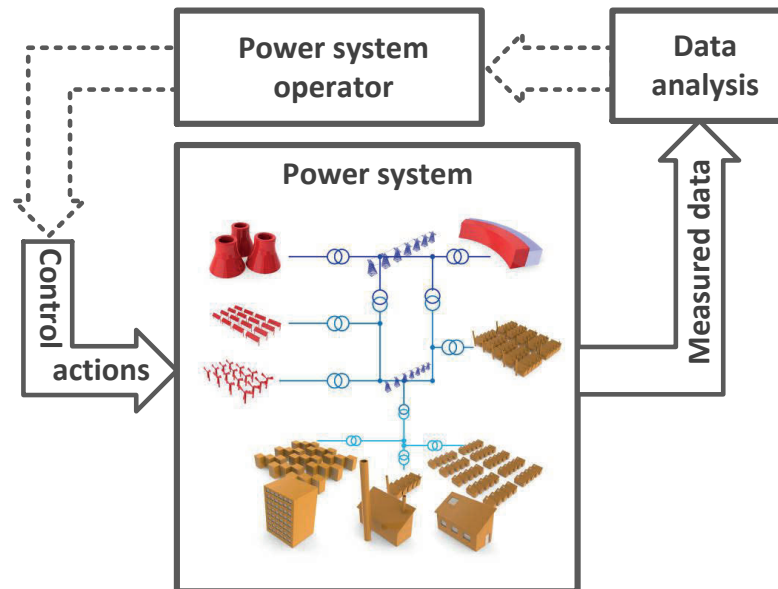 Power system
operator
Data
analysis
Power system
Control
actions
Measured data